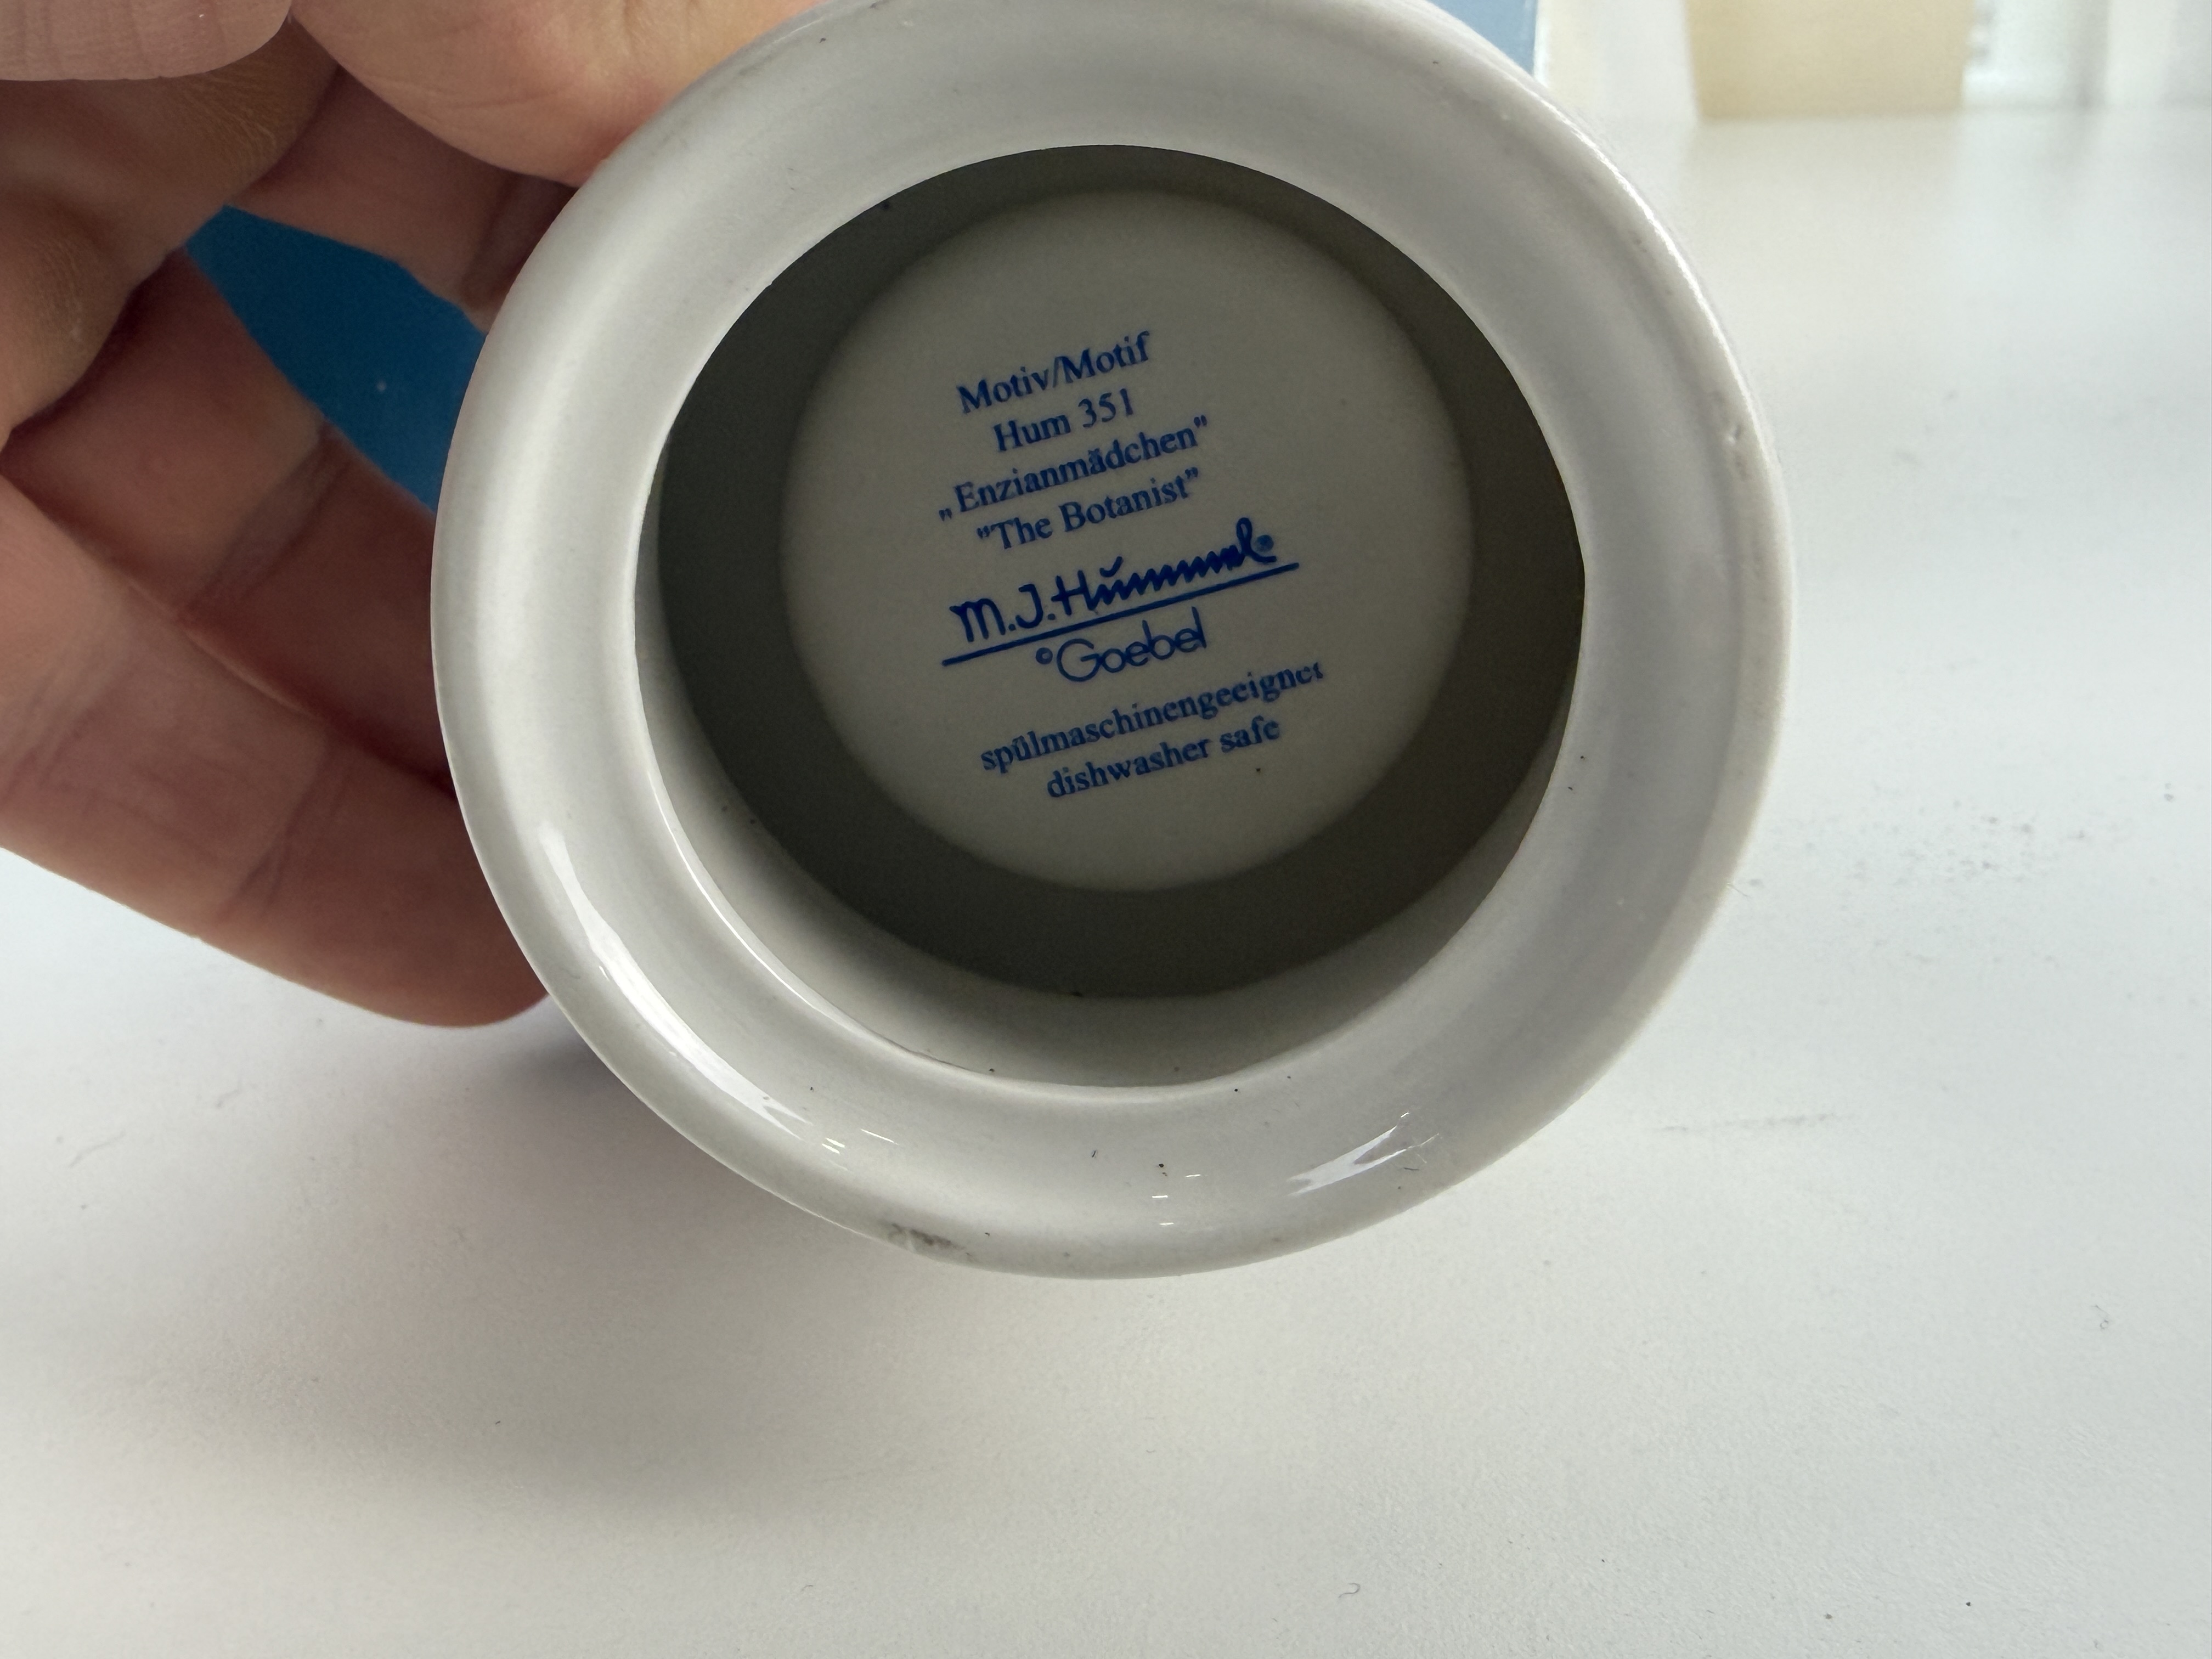 Motiv/Motif
Hum 351
„Enzianmädchen"
"The Botanist"
M.J.Hummel®
©Goebel
spülmaschinengeeignet
dishwasher safe